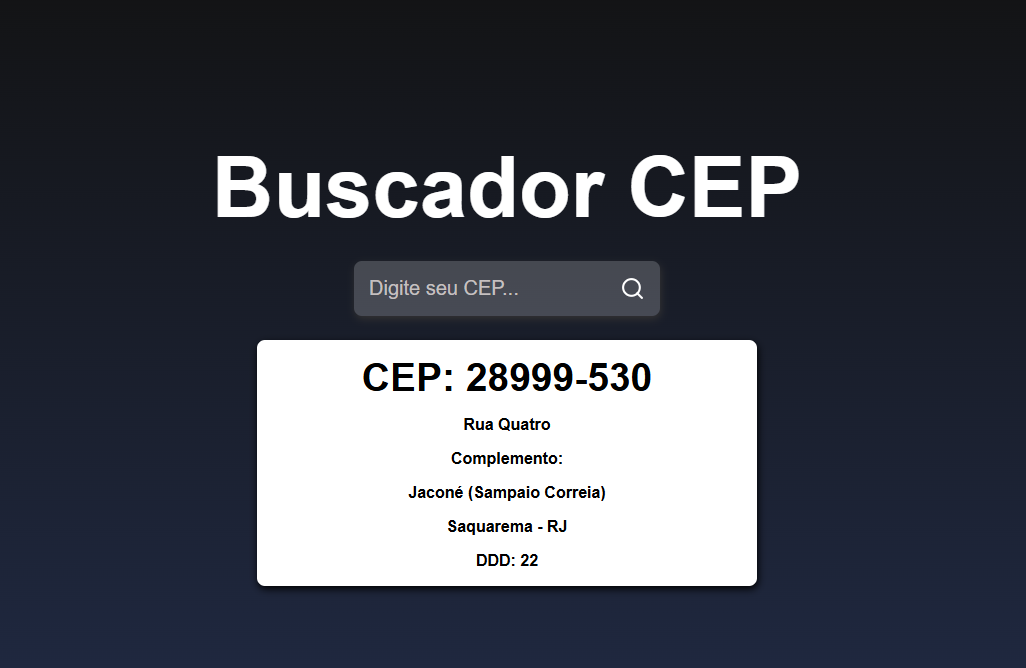 Buscador CEP
Digite seu CEP...
CEP: 28999-530
Rua Quatro
Complemento:
Jaconé (Sampaio Correia)
Saquarema - RJ
DDD: 22